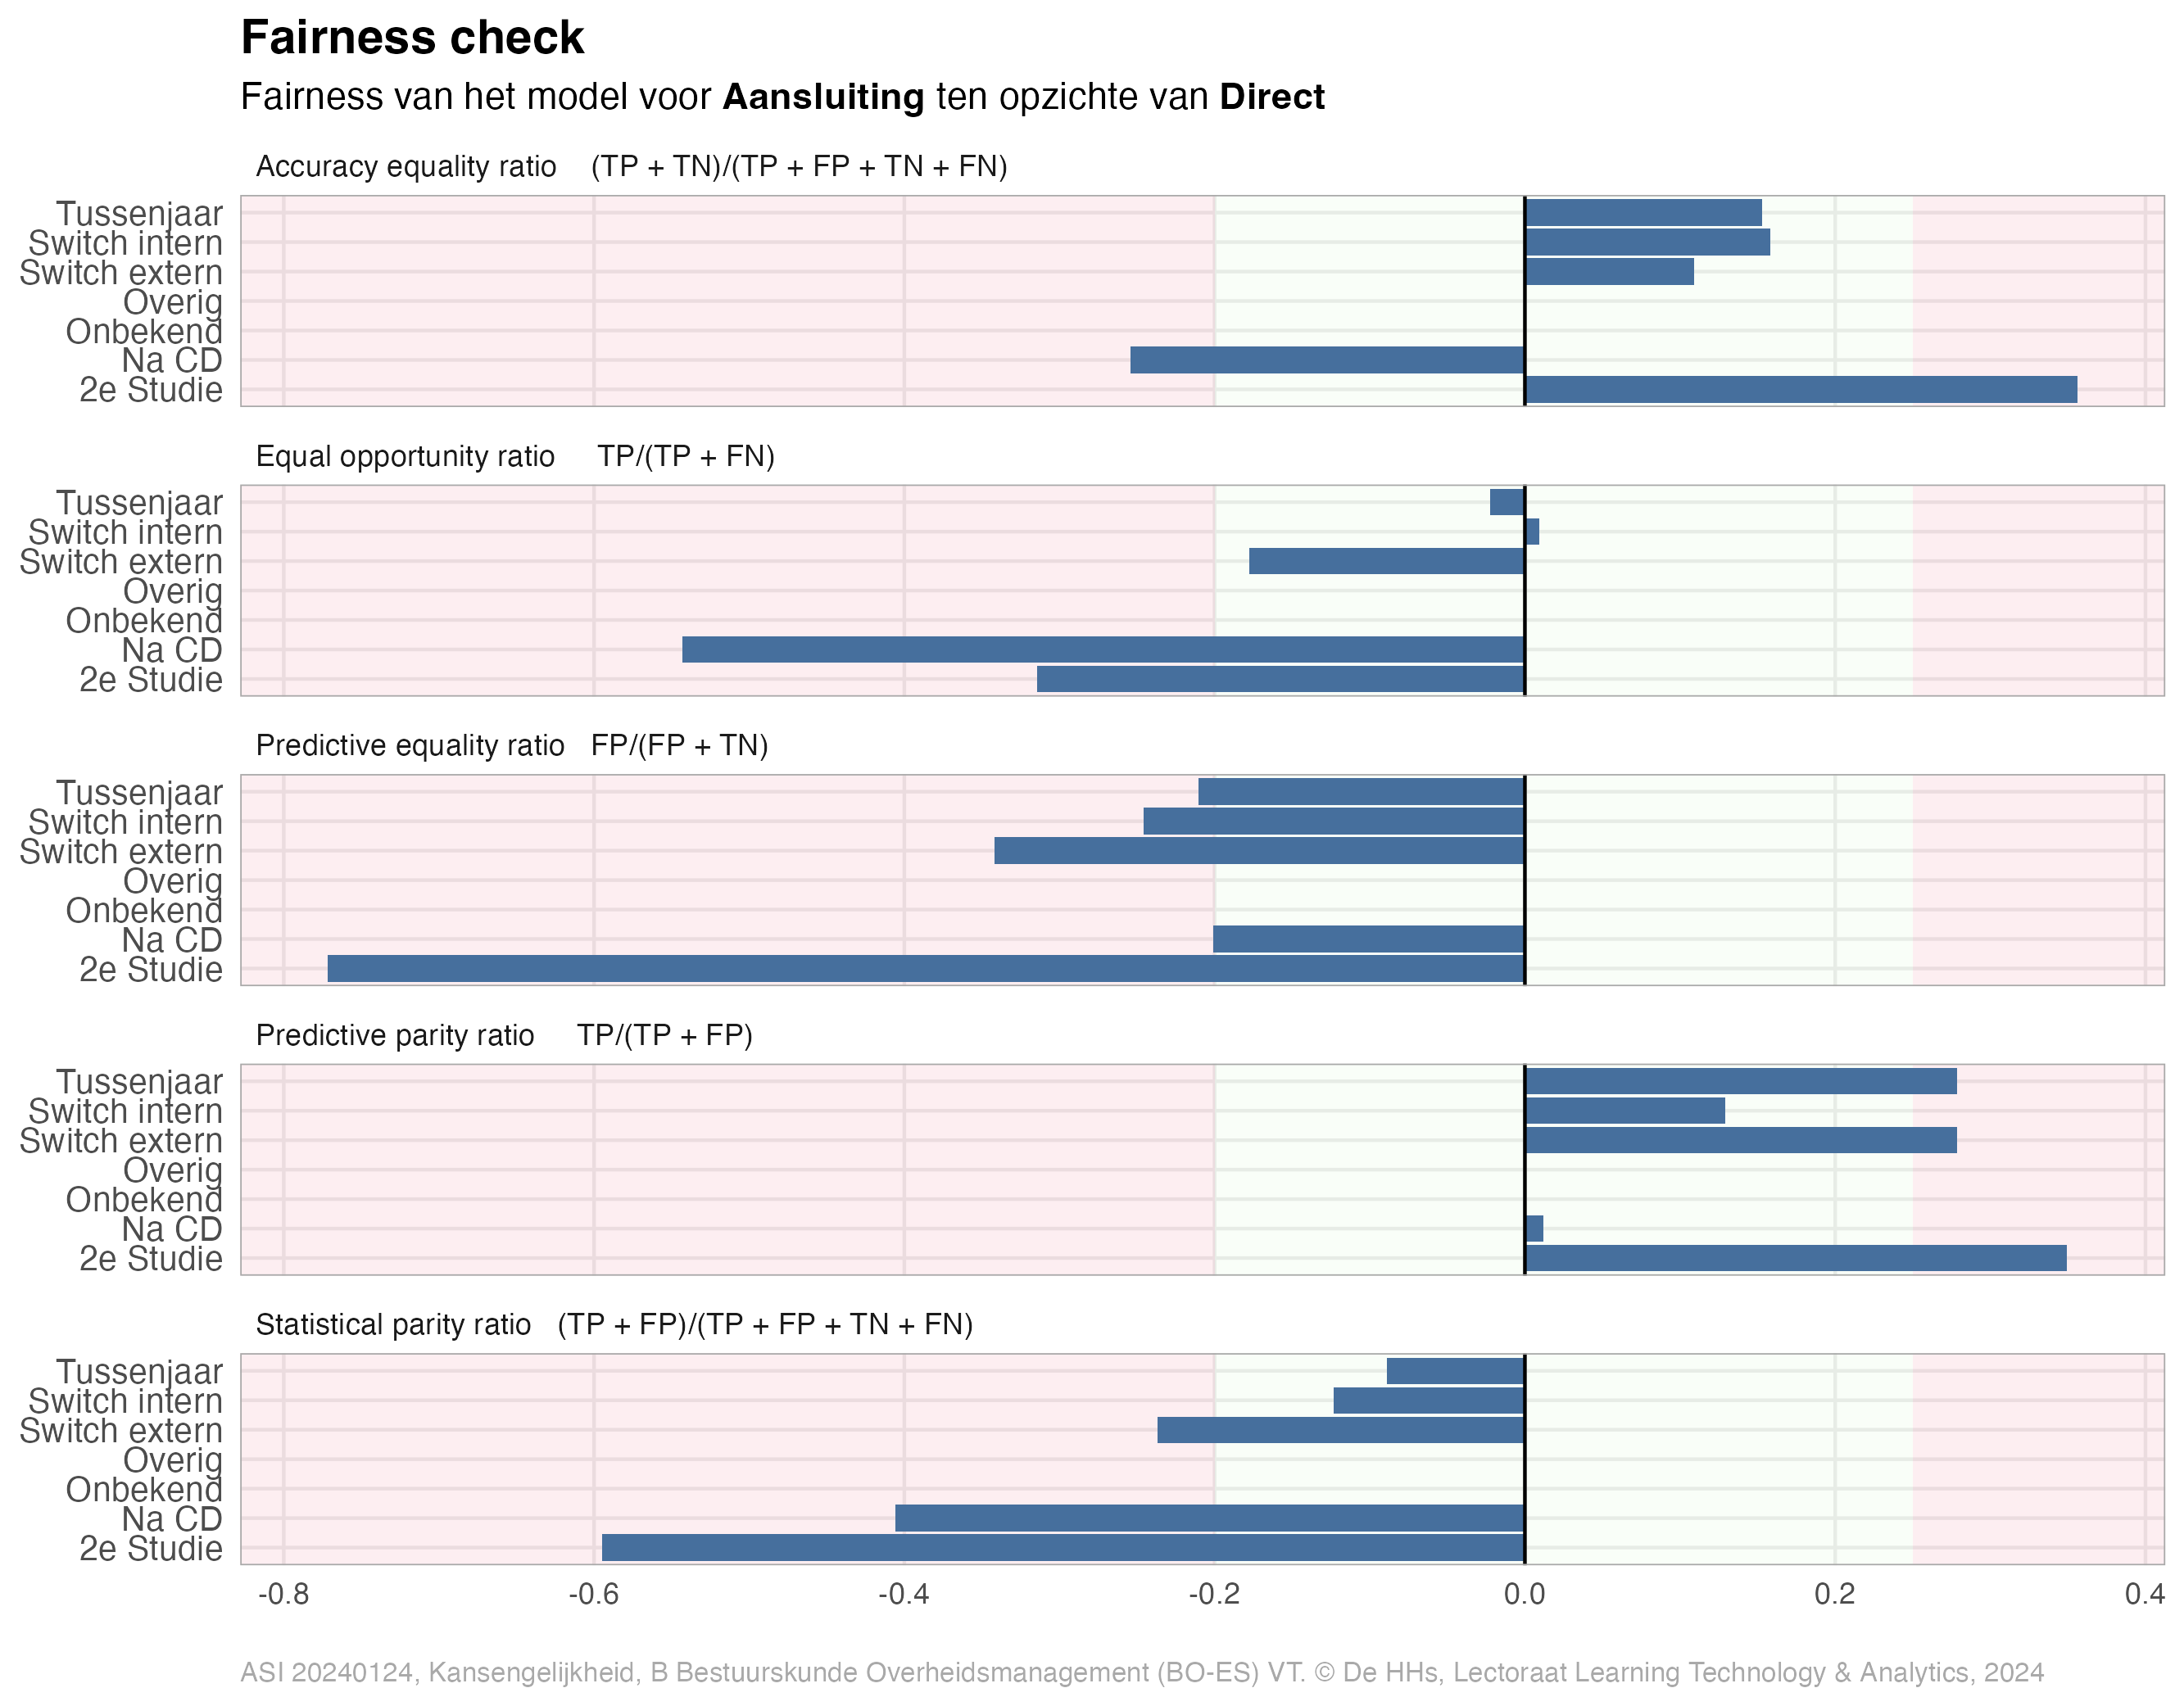 Fairness check
Fairness van het model voor Aansluiting ten opzichte van Direct
Accuracy equality ratio (TP + TN)/(TP + FP + TN + FN)
Tussenjaar
Switch intern
Switch extern
Overig
Onbekend
Na CD
2e Studie
Equal opportunity ratio TP/(TP + FN)
Tussenjaar
Switch intern
Switch extern
Overig
Onbekend
Na CD
2e Studie
Predictive equality ratio FP/(FP + TN)
Tussenjaar
Switch intern
Switch extern
Overig
Onbekend
Na CD
2e Studie
Predictive parity ratio TP/(TP + FP)
Tussenjaar
Switch intern
Switch extern
Overig
Onbekend
Na CD
2e Studie
Statistical parity ratio (TP + FP)/(TP + FP + TN + FN)
Tussenjaar
Switch intern
Switch extern
Overig
Onbekend
Na CD
2e Studie
-0.8 -0.6 -0.4 -0.2 0.0 0.2 0.4
ASI 20240124, Kansengelijkheid, B Bestuurskunde Overheidsmanagement (BO-ES) VT. © De HHs, Lectoraat Learning Technology & Analytics, 2024